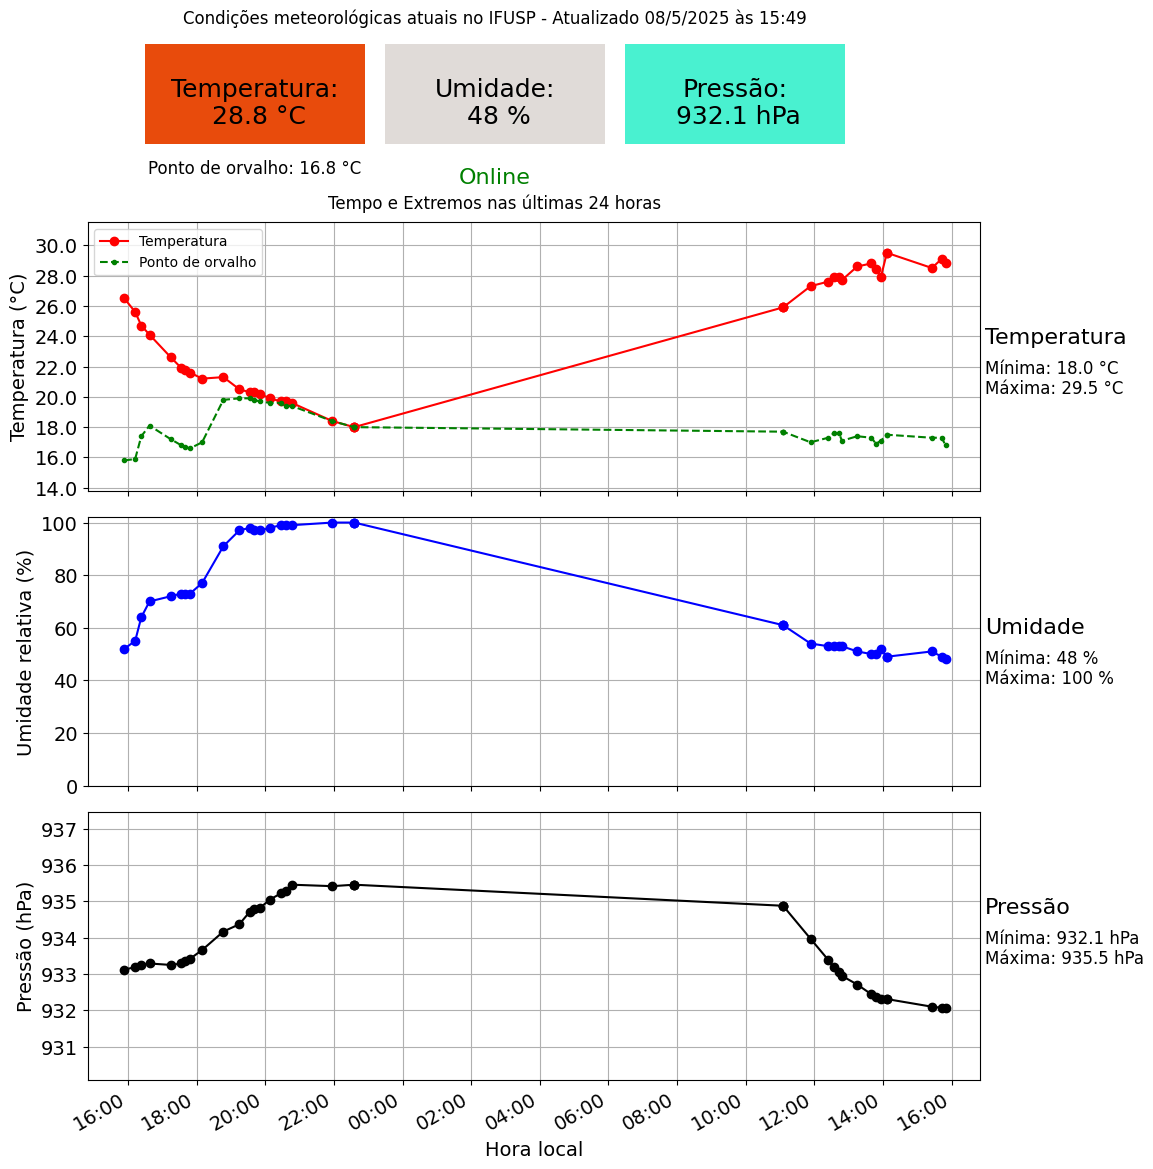 Condições meteorológicas atuais no IFUSP - Atualizado 08/5/2025 às 15:49
Temperatura:
28.8 °C
Umidade:
48 %
Pressão:
932.1 hPa
Ponto de orvalho: 16.8 °C
Online
Tempo e Extremos nas últimas 24 horas
Temperatura (°C)
30.0
28.0
26.0
24.0
22.0
20.0
18.0
16.0
14.0
Temperatura
Ponto de orvalho
Temperatura
Mínima: 18.0 °C
Máxima: 29.5 °C
Umidade relativa (%)
100
80
60
40
20
0
Umidade
Mínima: 48 %
Máxima: 100 %
Pressão (hPa)
937
936
935
934
933
932
931
Pressão
Mínima: 932.1 hPa
Máxima: 935.5 hPa
16:00 18:00 20:00 22:00 00:00 02:00 04:00 06:00 08:00 10:00 12:00 14:00 16:00
Hora local